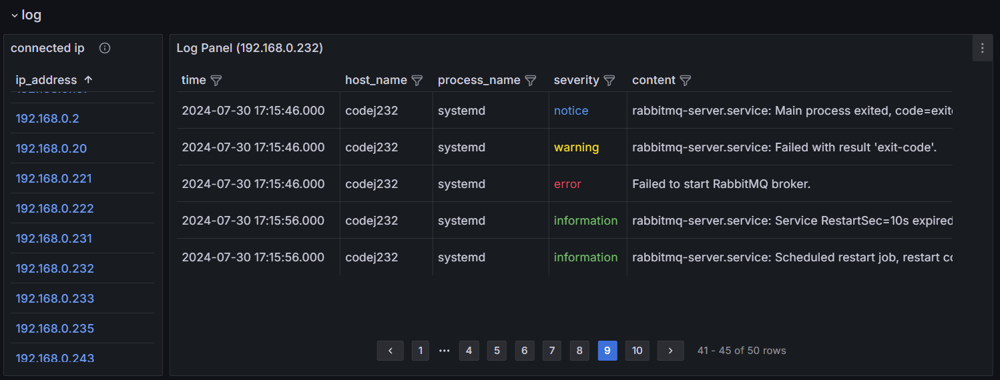 log
connected ip
ip_address
192.168.0.2
192.168.0.20
192.168.0.221
192.168.0.222
192.168.0.231
192.168.0.232
192.168.0.233
192.168.0.235
192.168.0.243
Log Panel (192.168.0.232)
time host_name process_name severity content
2024-07-30 17:15:46.000 codej232 systemd notice rabbitmq-server.service: Main process exited, code=exite
2024-07-30 17:15:46.000 codej232 systemd warning rabbitmq-server.service: Failed with result 'exit-code'.
2024-07-30 17:15:46.000 codej232 systemd error Failed to start RabbitMQ broker.
2024-07-30 17:15:56.000 codej232 systemd information rabbitmq-server.service: Service RestartSec=10s expired
2024-07-30 17:15:56.000 codej232 systemd information rabbitmq-server.service: Scheduled restart job, restart co
1 ... 4 5 6 7 8 9 10 41 - 45 of 50 rows